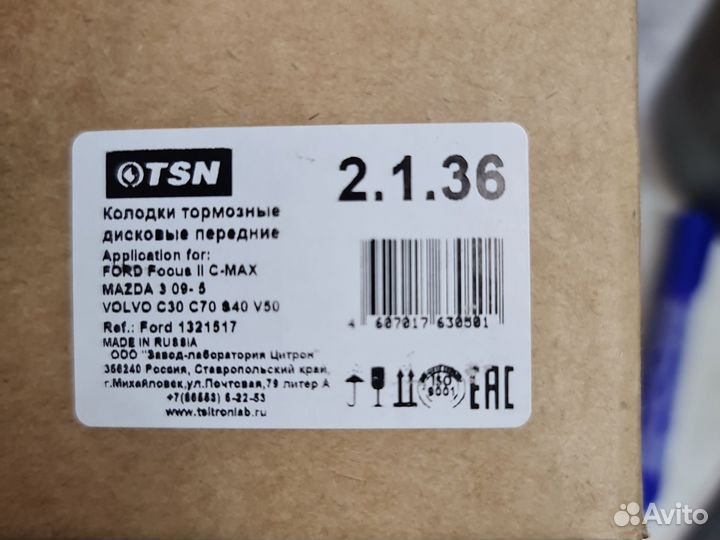 TSN
2.1.36
Колодки тормозные
дисковые передние
Application for:
FORD Focus II C-MAX
MAZDA 3 09- 5
VOLVO C30 C70 S40 V50
Ref.: Ford 1321517
MADE IN RUSSIA
ООО "Завод-лаборатория Цитрон"
356240 Россия, Ставропольский край,
г.Михайловск,ул.Почтовая,79 литер А
+7(86553) 6-22-53
www.tsitronlab.ru
4 607017 630501
ISO
9001
EAC
Avito